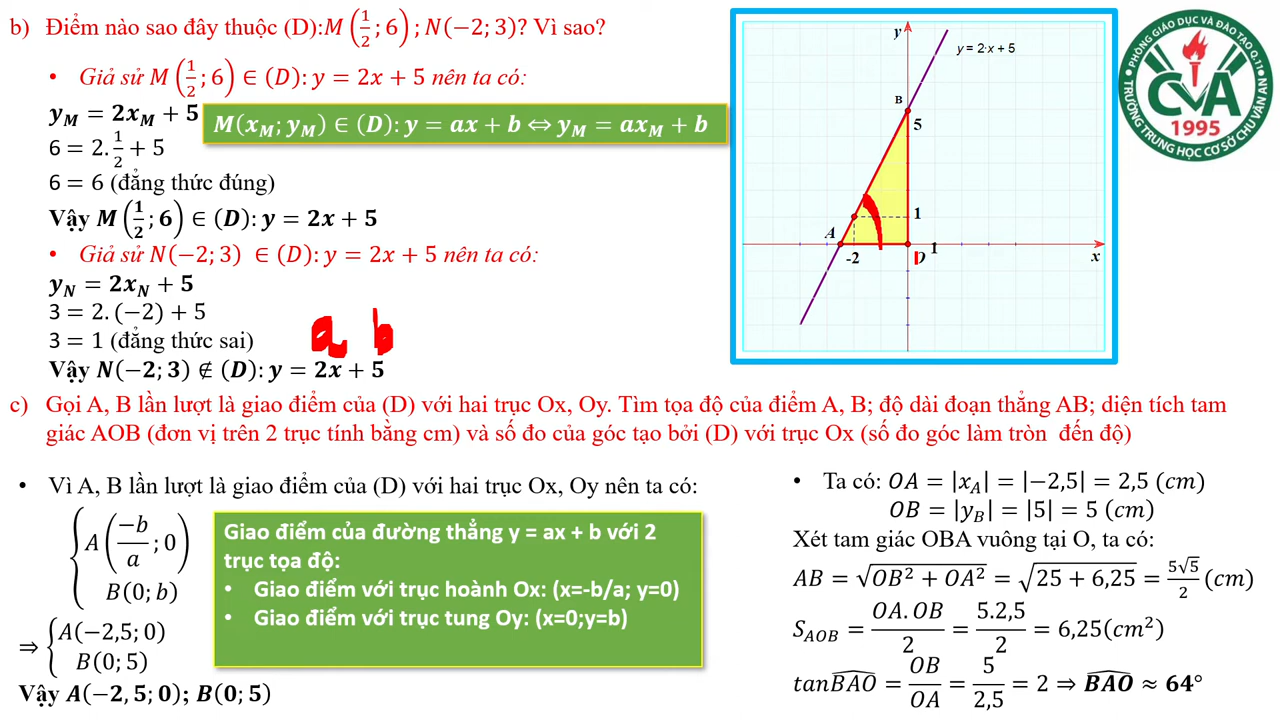 b) Điểm nào sao đây thuộc (D):M(1/2;6);N(−2;3)? Vì sao?
• Giả sử M(1/2;6)∈(D):y=2x+5 nên ta có:
y_M = 2x_M + 5
M(x_M;y_M)∈(D):y=ax+b⇔y_M=ax_M+b
6 = 2.1/2 + 5
6 = 6 (đẳng thức đúng)
Vậy M(1/2;6)∈(D):y=2x+5
• Giả sử N(−2;3) ∈(D):y=2x+5 nên ta có:
y_N = 2x_N + 5
3 = 2.(−2) + 5
3 = 1 (đẳng thức sai)
a b
Vậy N(−2;3)∉(D):y=2x+5
y
y = 2·x + 5
B
5
1
A
-2
O
1
x
PHÒNG GIÁO DỤC VÀ ĐÀO TẠO Q.11
CVA
1995
TRƯỜNG TRUNG HỌC CƠ SỞ CHU VĂN AN
c) Gọi A, B lần lượt là giao điểm của (D) với hai trục Ox, Oy. Tìm tọa độ của điểm A, B; độ dài đoạn thẳng AB; diện tích tam
giác AOB (đơn vị trên 2 trục tính bằng cm) và số đo của góc tạo bởi (D) với trục Ox (số đo góc làm tròn đến độ)
• Vì A, B lần lượt là giao điểm của (D) với hai trục Ox, Oy nên ta có:
{A(−b/a;0)
B(0;b)
⇒ {A(−2,5;0)
B(0;5)
Vậy A(−2,5;0); B(0;5)
Giao điểm của đường thẳng y = ax + b với 2
trục tọa độ:
• Giao điểm với trục hoành Ox: (x=-b/a; y=0)
• Giao điểm với trục tung Oy: (x=0;y=b)
• Ta có: OA = |x_A| = |−2,5| = 2,5 (cm)
OB = |y_B| = |5| = 5 (cm)
Xét tam giác OBA vuông tại O, ta có:
AB = √(OB² + OA²) = √(25 + 6,25) = 5√5/2 (cm)
S_AOB = OA.OB/2 = 5.2,5/2 = 6,25(cm²)
tan\widehat{BAO} = OB/OA = 5/2,5 = 2 ⇒ \widehat{BAO} ≈ 64°